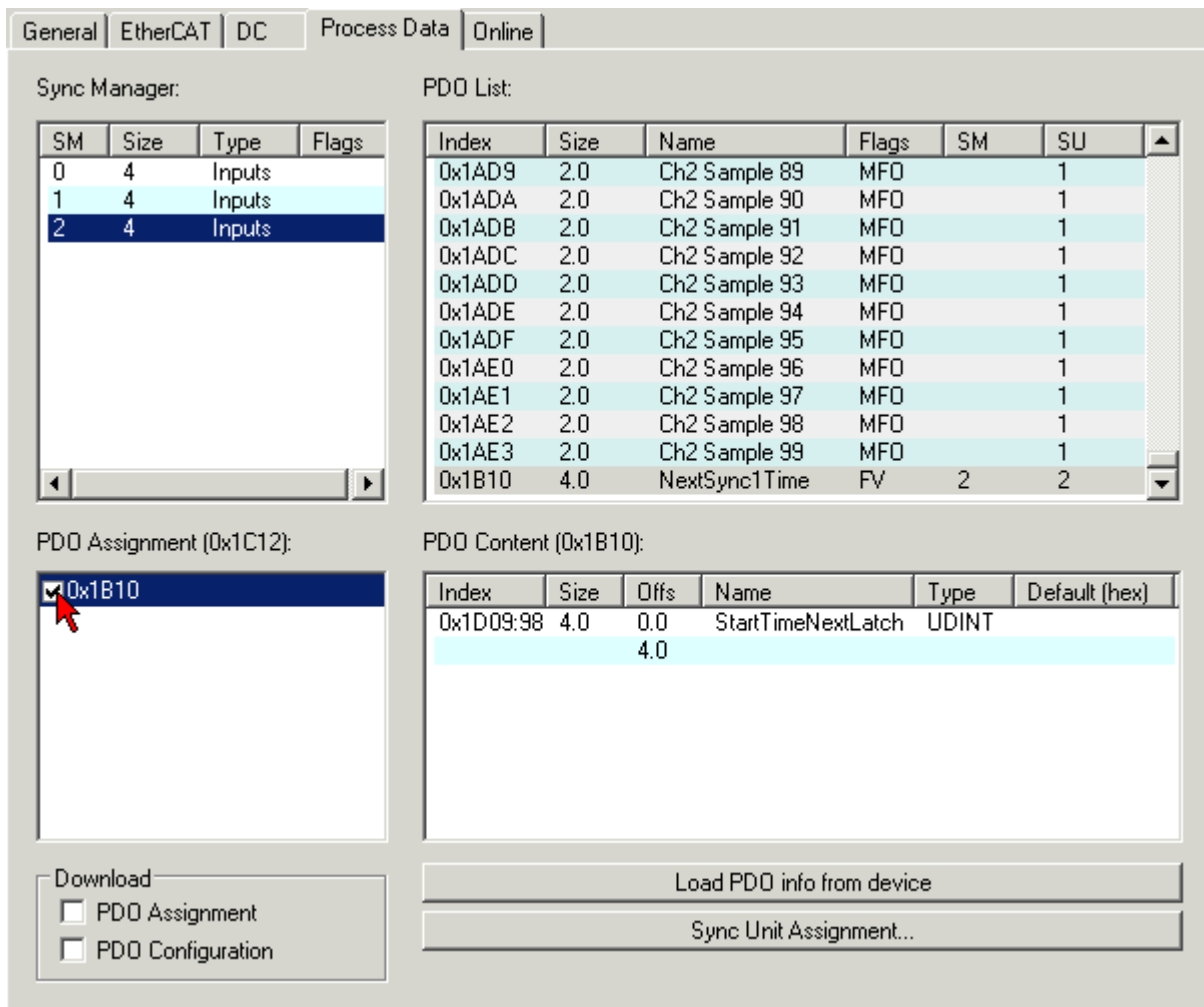 General EtherCAT DC Process Data Online
Sync Manager:
SM Size Type Flags
0 4 Inputs
1 4 Inputs
2 4 Inputs
PDO List:
Index Size Name Flags SM SU
0x1AD9 2.0 Ch2 Sample 89 MFO 1
0x1ADA 2.0 Ch2 Sample 90 MFO 1
0x1ADB 2.0 Ch2 Sample 91 MFO 1
0x1ADC 2.0 Ch2 Sample 92 MFO 1
0x1ADD 2.0 Ch2 Sample 93 MFO 1
0x1ADE 2.0 Ch2 Sample 94 MFO 1
0x1ADF 2.0 Ch2 Sample 95 MFO 1
0x1AE0 2.0 Ch2 Sample 96 MFO 1
0x1AE1 2.0 Ch2 Sample 97 MFO 1
0x1AE2 2.0 Ch2 Sample 98 MFO 1
0x1AE3 2.0 Ch2 Sample 99 MFO 1
0x1B10 4.0 NextSync1Time FV 2 2
PDO Assignment (0x1C12):
0x1B10
PDO Content (0x1B10):
Index Size Offs Name Type Default (hex)
0x1D09:98 4.0 0.0 StartTimeNextLatch UDINT
4.0
Download
PDO Assignment
PDO Configuration
Load PDO info from device
Sync Unit Assignment...